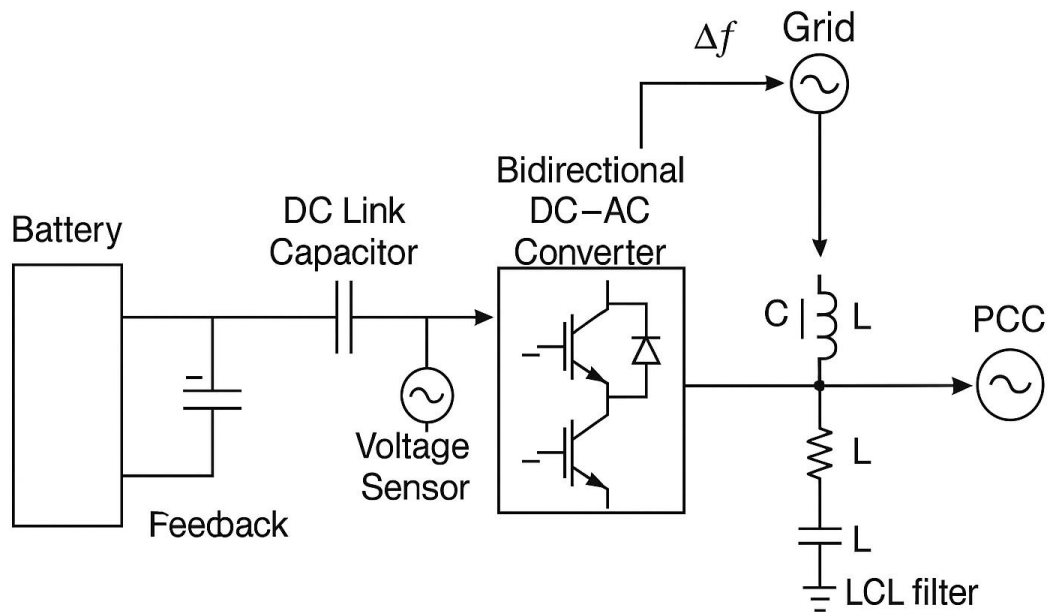 Δf
Grid
Bidirectional
DC–AC
Converter
DC Link
Capacitor
Battery
Voltage
Sensor
Feedback
C
L
PCC
L
L
LCL filter